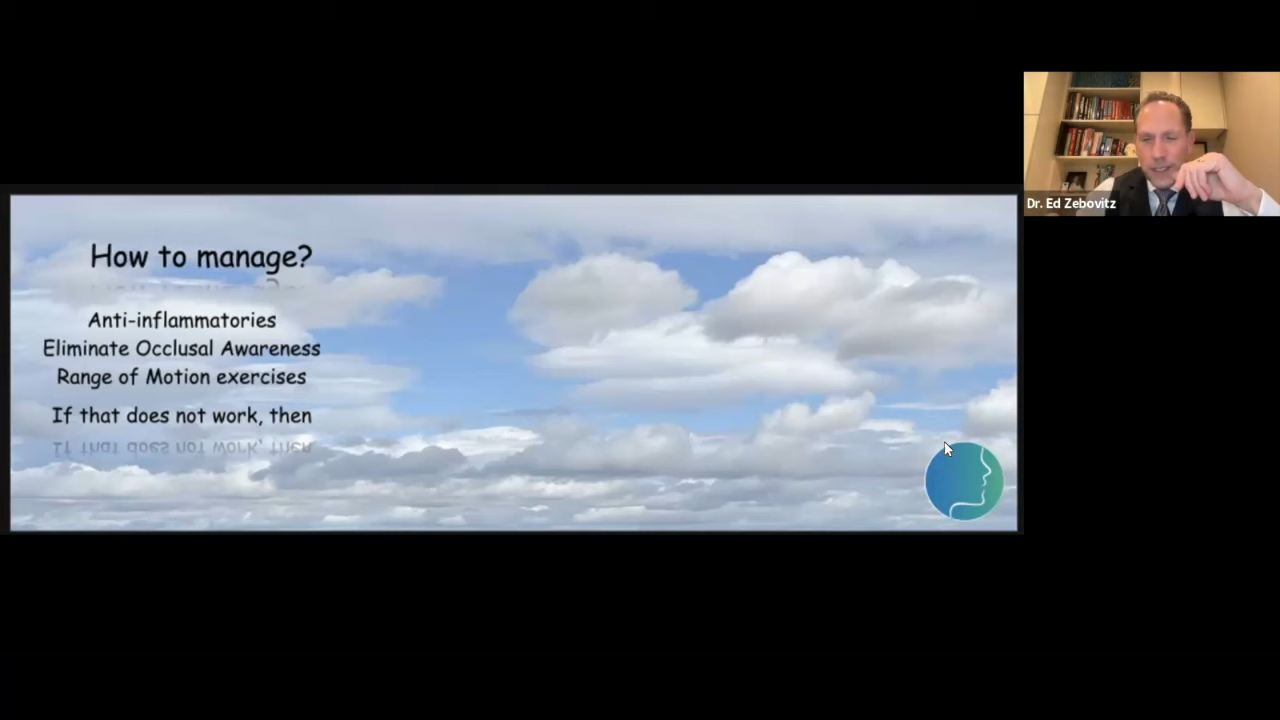 How to manage?
Anti-inflammatories
Eliminate Occlusal Awareness
Range of Motion exercises
If that does not work, then
Dr. Ed Zebovitz